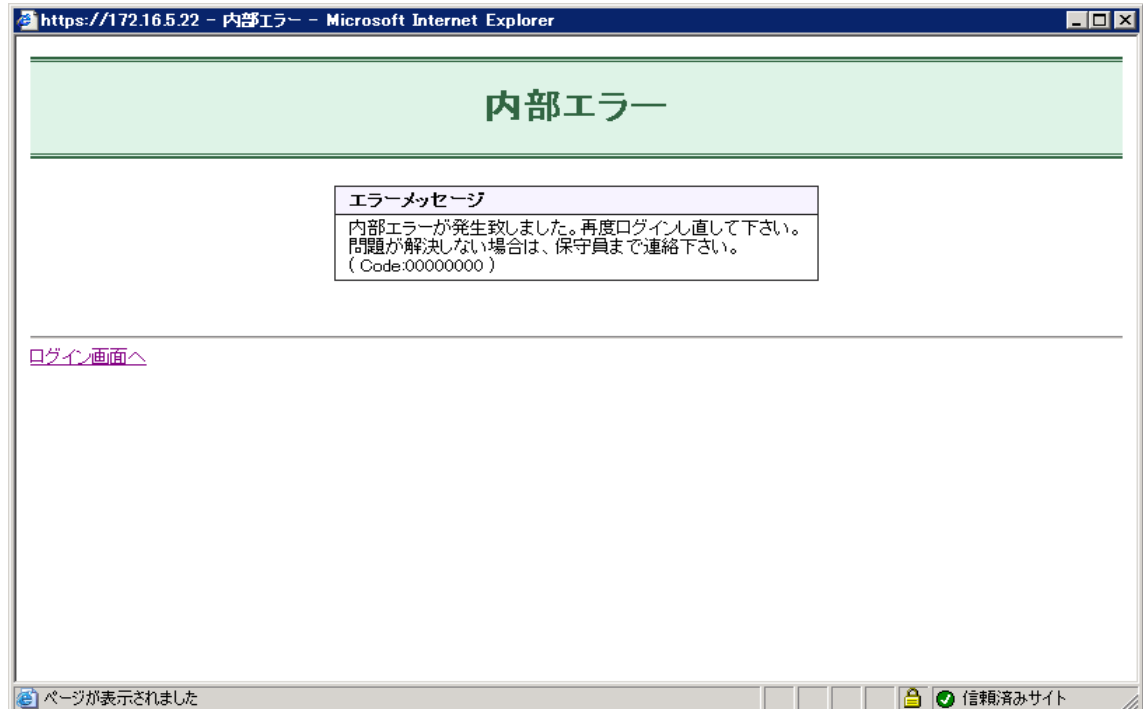 https://172.16.5.22 - 内部エラー - Microsoft Internet Explorer
内部エラー
エラーメッセージ
内部エラーが発生致しました。再度ログインし直して下さい。
問題が解決しない場合は、保守員まで連絡下さい。
( Code:00000000 )
ログイン画面へ
ページが表示されました
信頼済みサイト